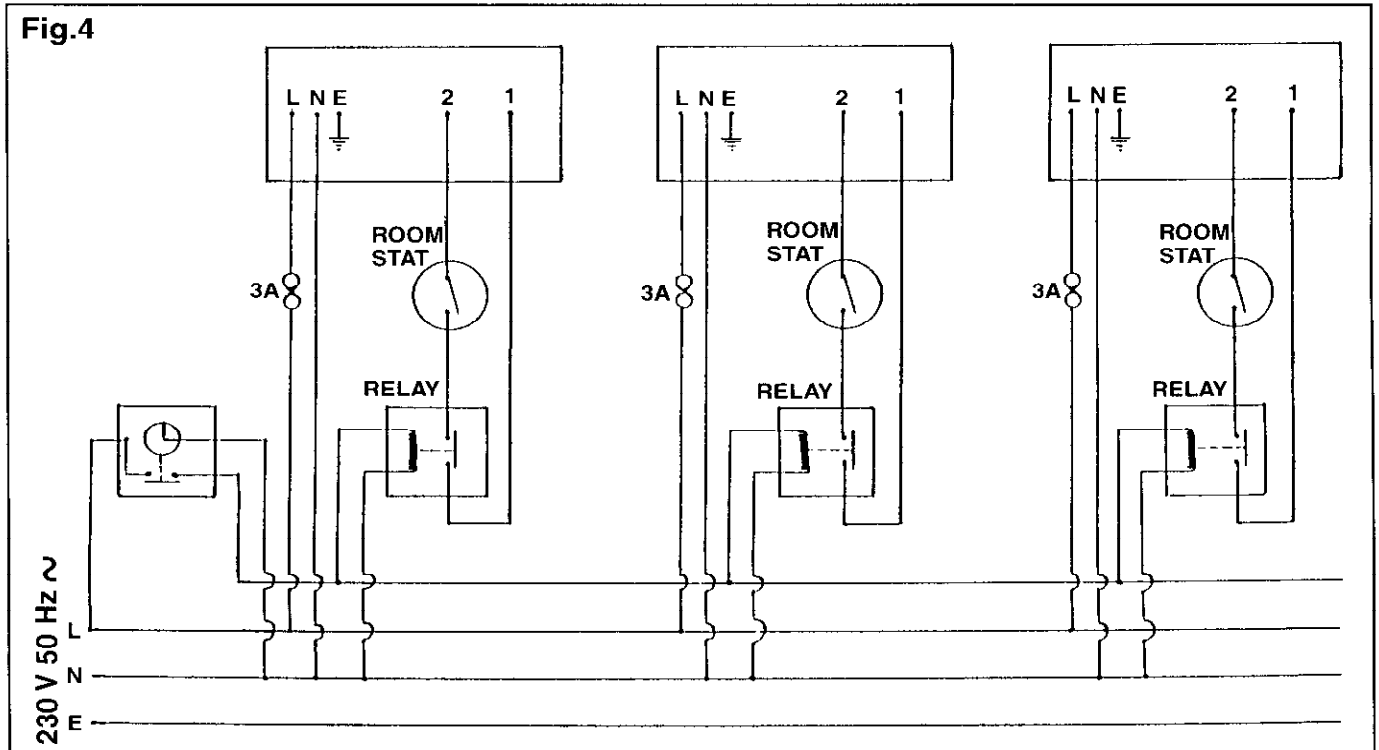 Fig.4
L N E 2 1
L N E 2 1
L N E 2 1
ROOM
STAT
ROOM
STAT
ROOM
STAT
3A
3A
3A
RELAY
RELAY
RELAY
230 V 50 Hz ~
L
N
E